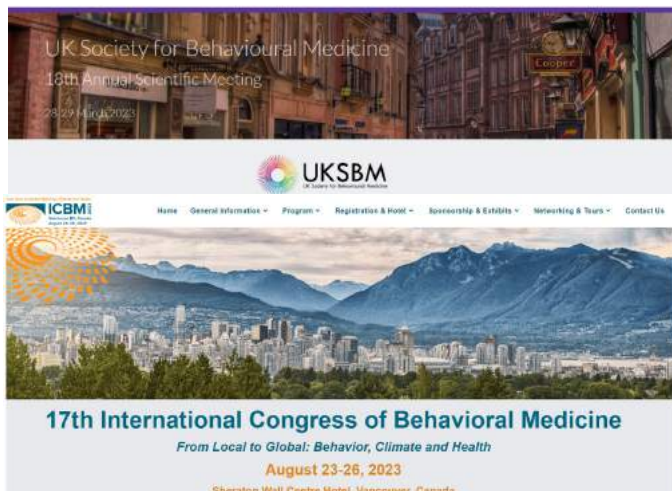 UK Society for Behavioural Medicine
18th Annual Scientific Meeting
28-29 March 2023
Cooper
UKSBM
UK Society for Behavioural Medicine
ICBM 2023
Home General Information Program Registration & Hotel Sponsorship & Exhibits Networking & Tours Contact Us
17th International Congress of Behavioral Medicine
From Local to Global: Behavior, Climate and Health
August 23-26, 2023
Sheraton Wall Centre Hotel, Vancouver, Canada